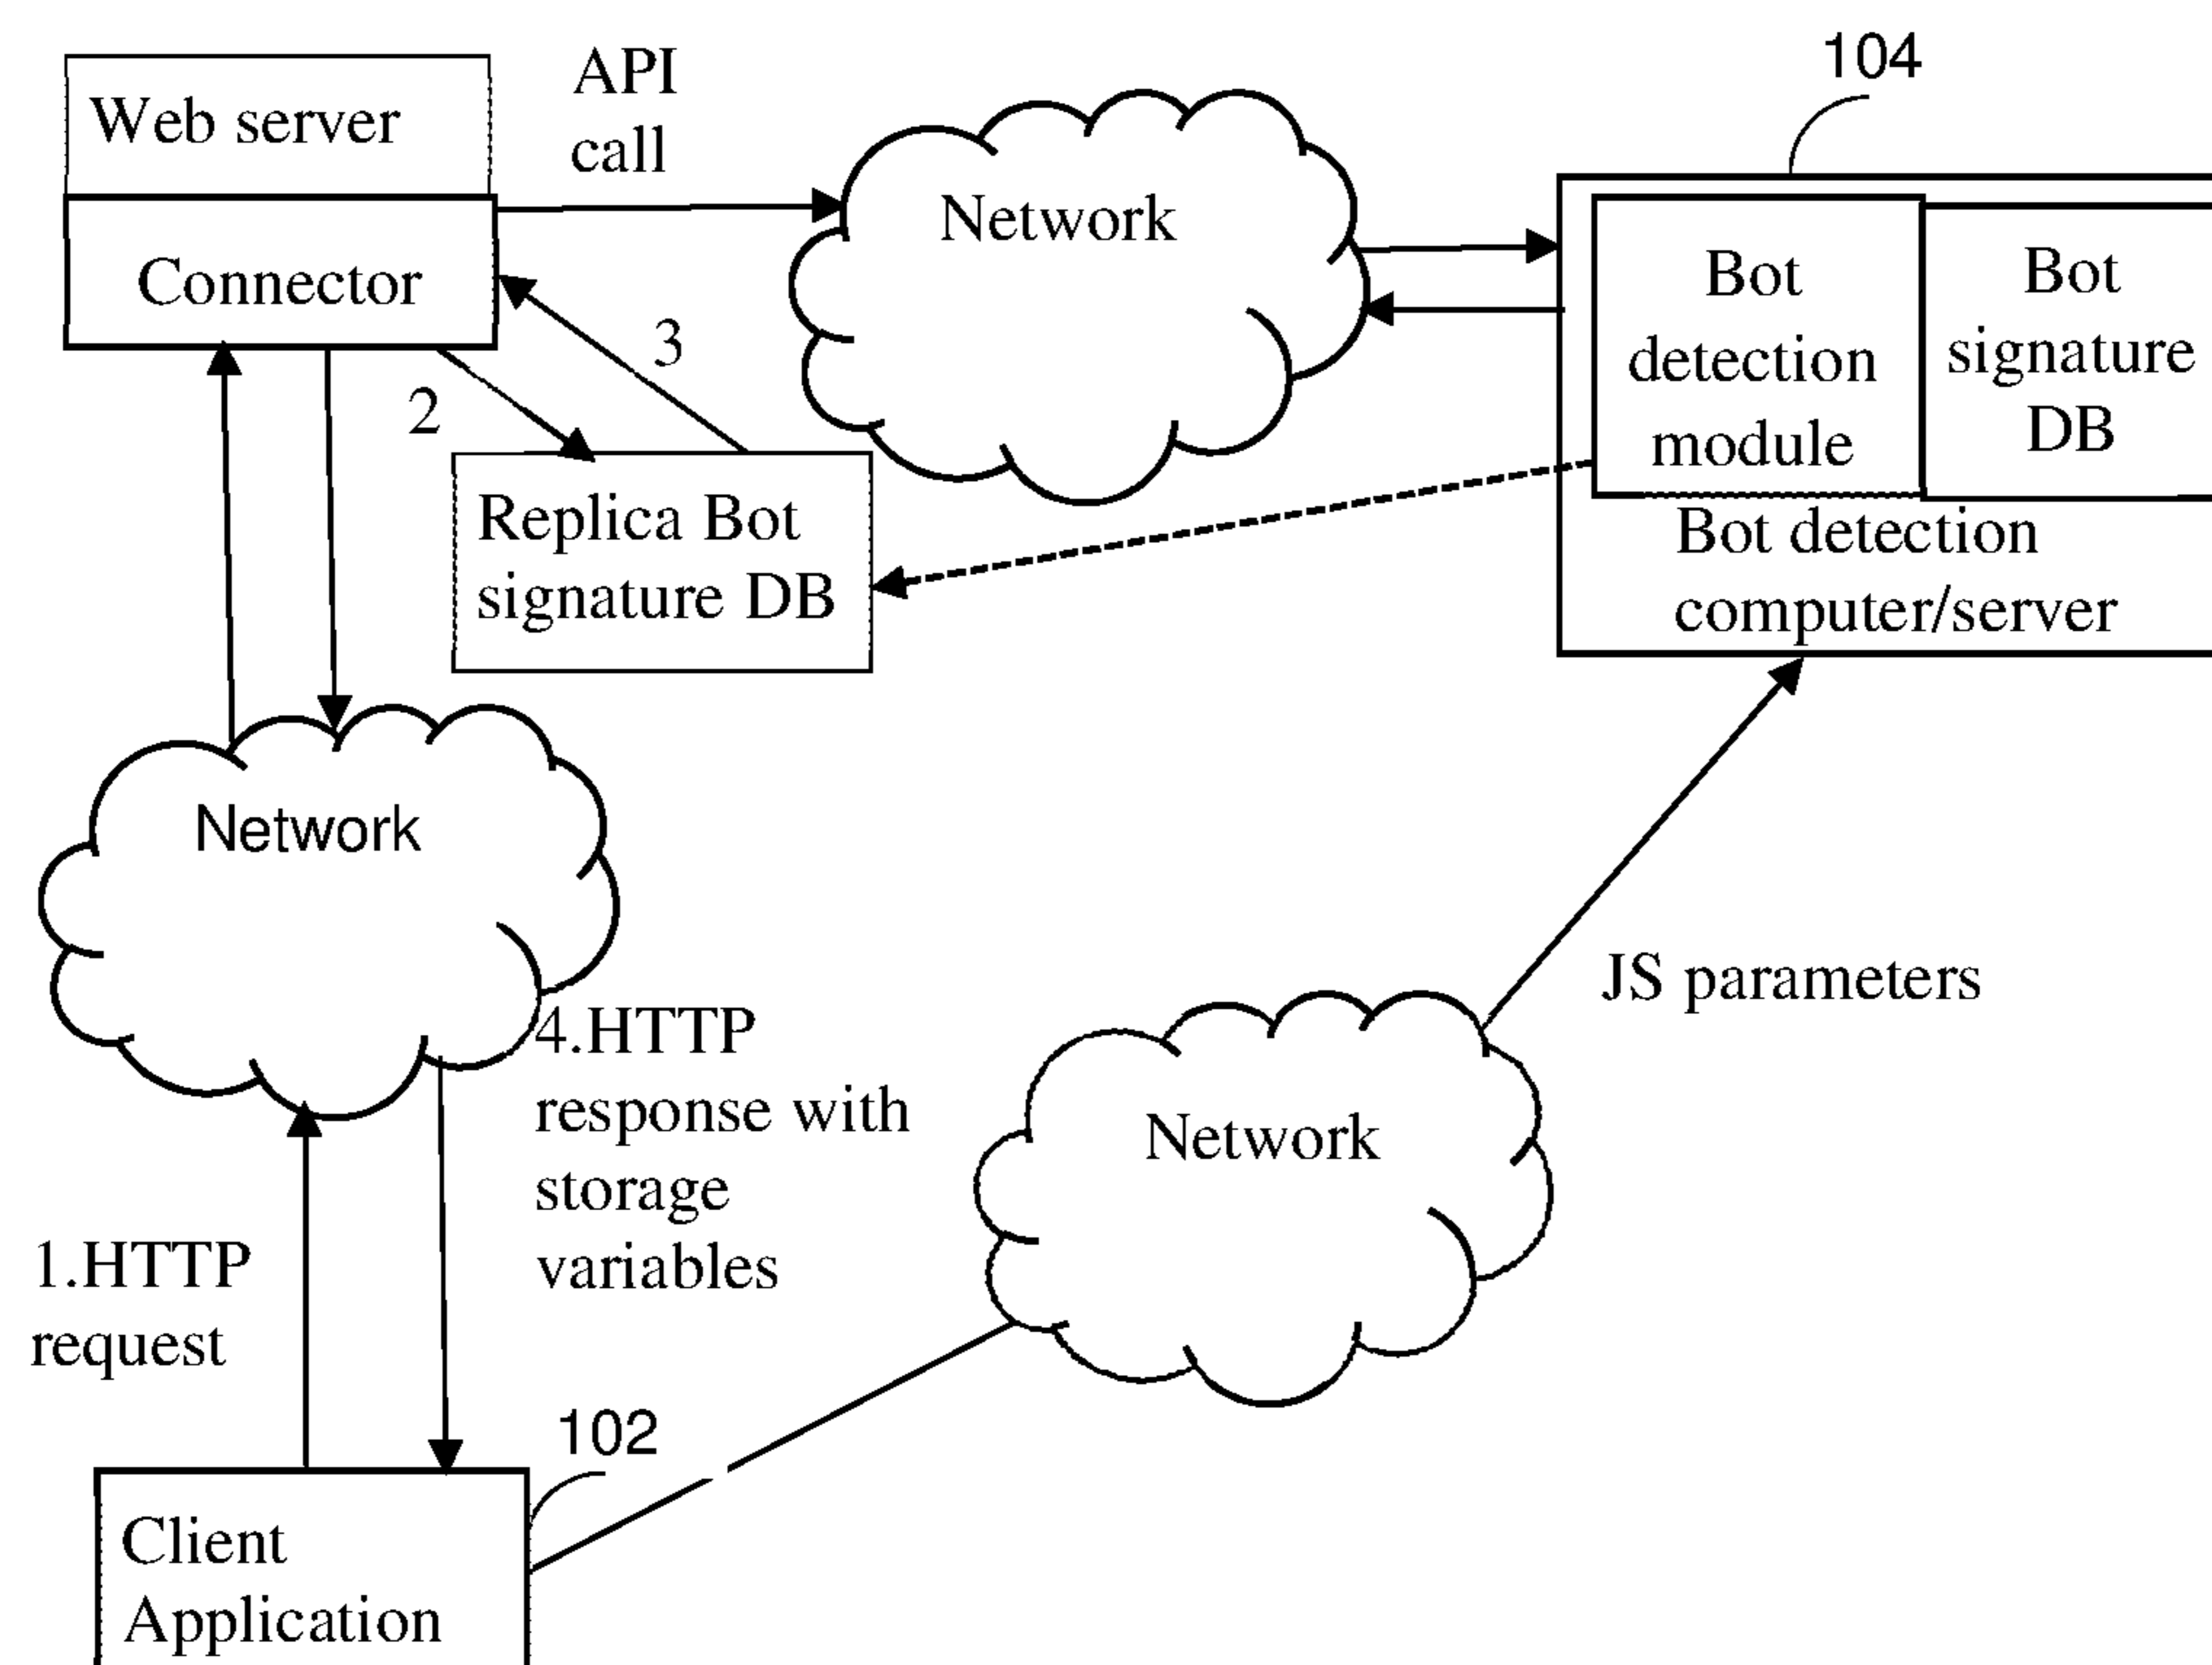 Web server
Connector
API
call
Network
104
Bot
detection
module
Bot
signature
DB
Bot detection
computer/server
2
3
Replica Bot
signature DB
Network
4.HTTP
response with
storage
variables
1.HTTP
request
Network
JS parameters
102
Client
Application